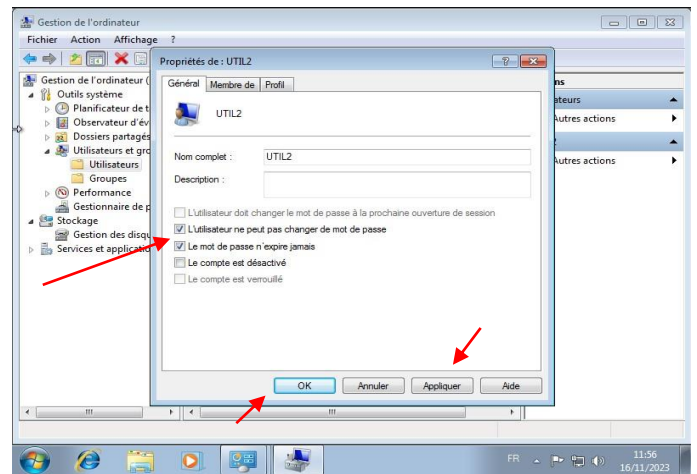 Gestion de l'ordinateur
Fichier Action Affichage ?
Propriétés de : UTIL2
Gestion de l'ordinateur (
Outils système
Planificateur de t
Observateur d'év
Dossiers partagés
Utilisateurs et gro
Utilisateurs
Groupes
Performance
Gestionnaire de p
Stockage
Gestion des disqu
Services et applicatio
Général Membre de Profil
UTIL2
Nom complet : UTIL2
Description :
L'utilisateur doit changer le mot de passe à la prochaine ouverture de session
L'utilisateur ne peut pas changer de mot de passe
Le mot de passe n'expire jamais
Le compte est désactivé
Le compte est verrouillé
OK Annuler Appliquer Aide
ns
ateurs
Autres actions
2
Autres actions
FR
11:56
16/11/2023